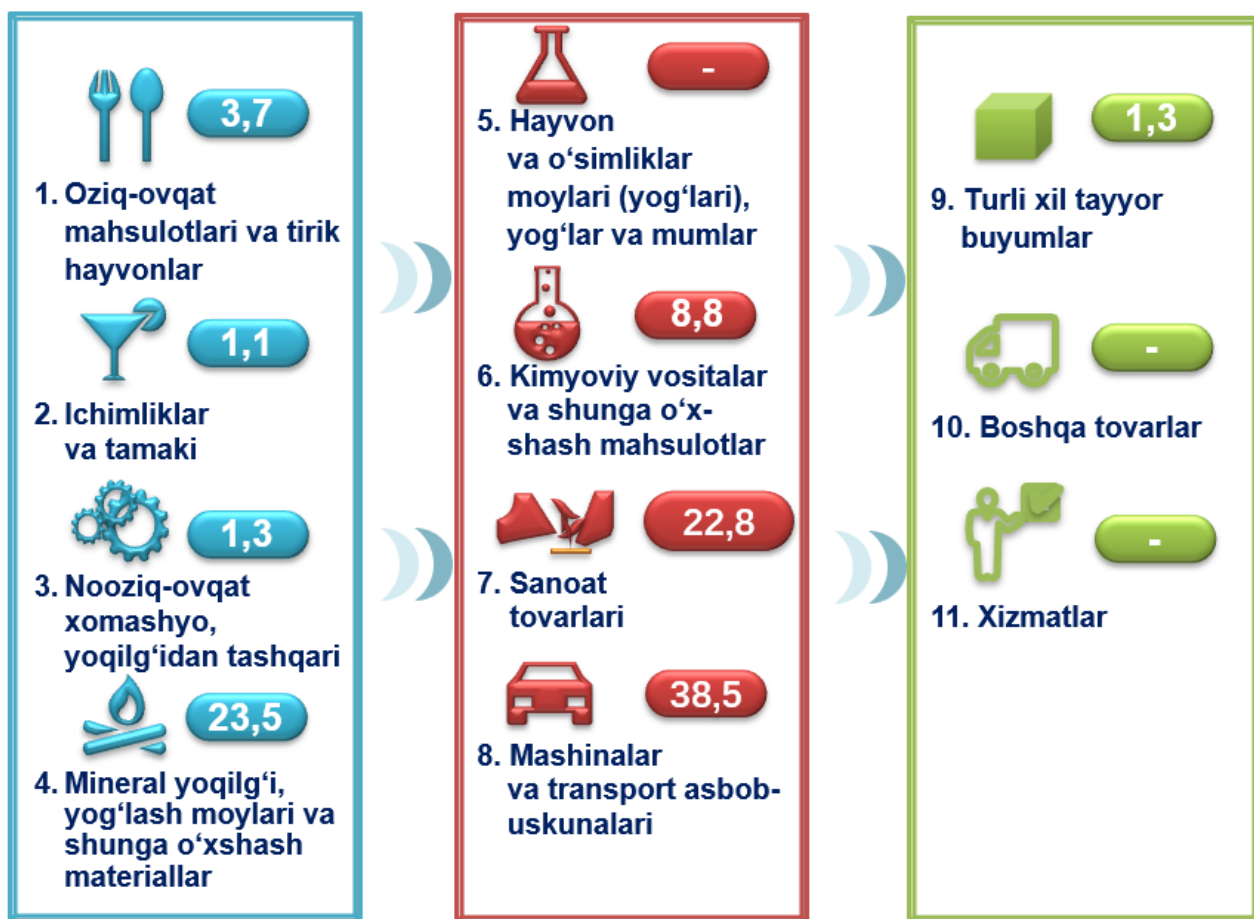 3,7
1. Oziq-ovqat
mahsulotlari va tirik
hayvonlar
1,1
2. Ichimliklar
va tamaki
1,3
3. Nooziq-ovqat
xomashyo,
yoqilg‘idan tashqari
23,5
4. Mineral yoqilg‘i,
yog‘lash moylari va
shunga o‘xshash
materiallar
-
5. Hayvon
va o‘simliklar
moylari (yog‘lari),
yog‘lar va mumlar
8,8
6. Kimyoviy vositalar
va shunga o‘x-
shash mahsulotlar
22,8
7. Sanoat
tovarlari
38,5
8. Mashinalar
va transport asbob-
uskunalari
1,3
9. Turli xil tayyor
buyumlar
-
10. Boshqa tovarlar
-
11. Xizmatlar